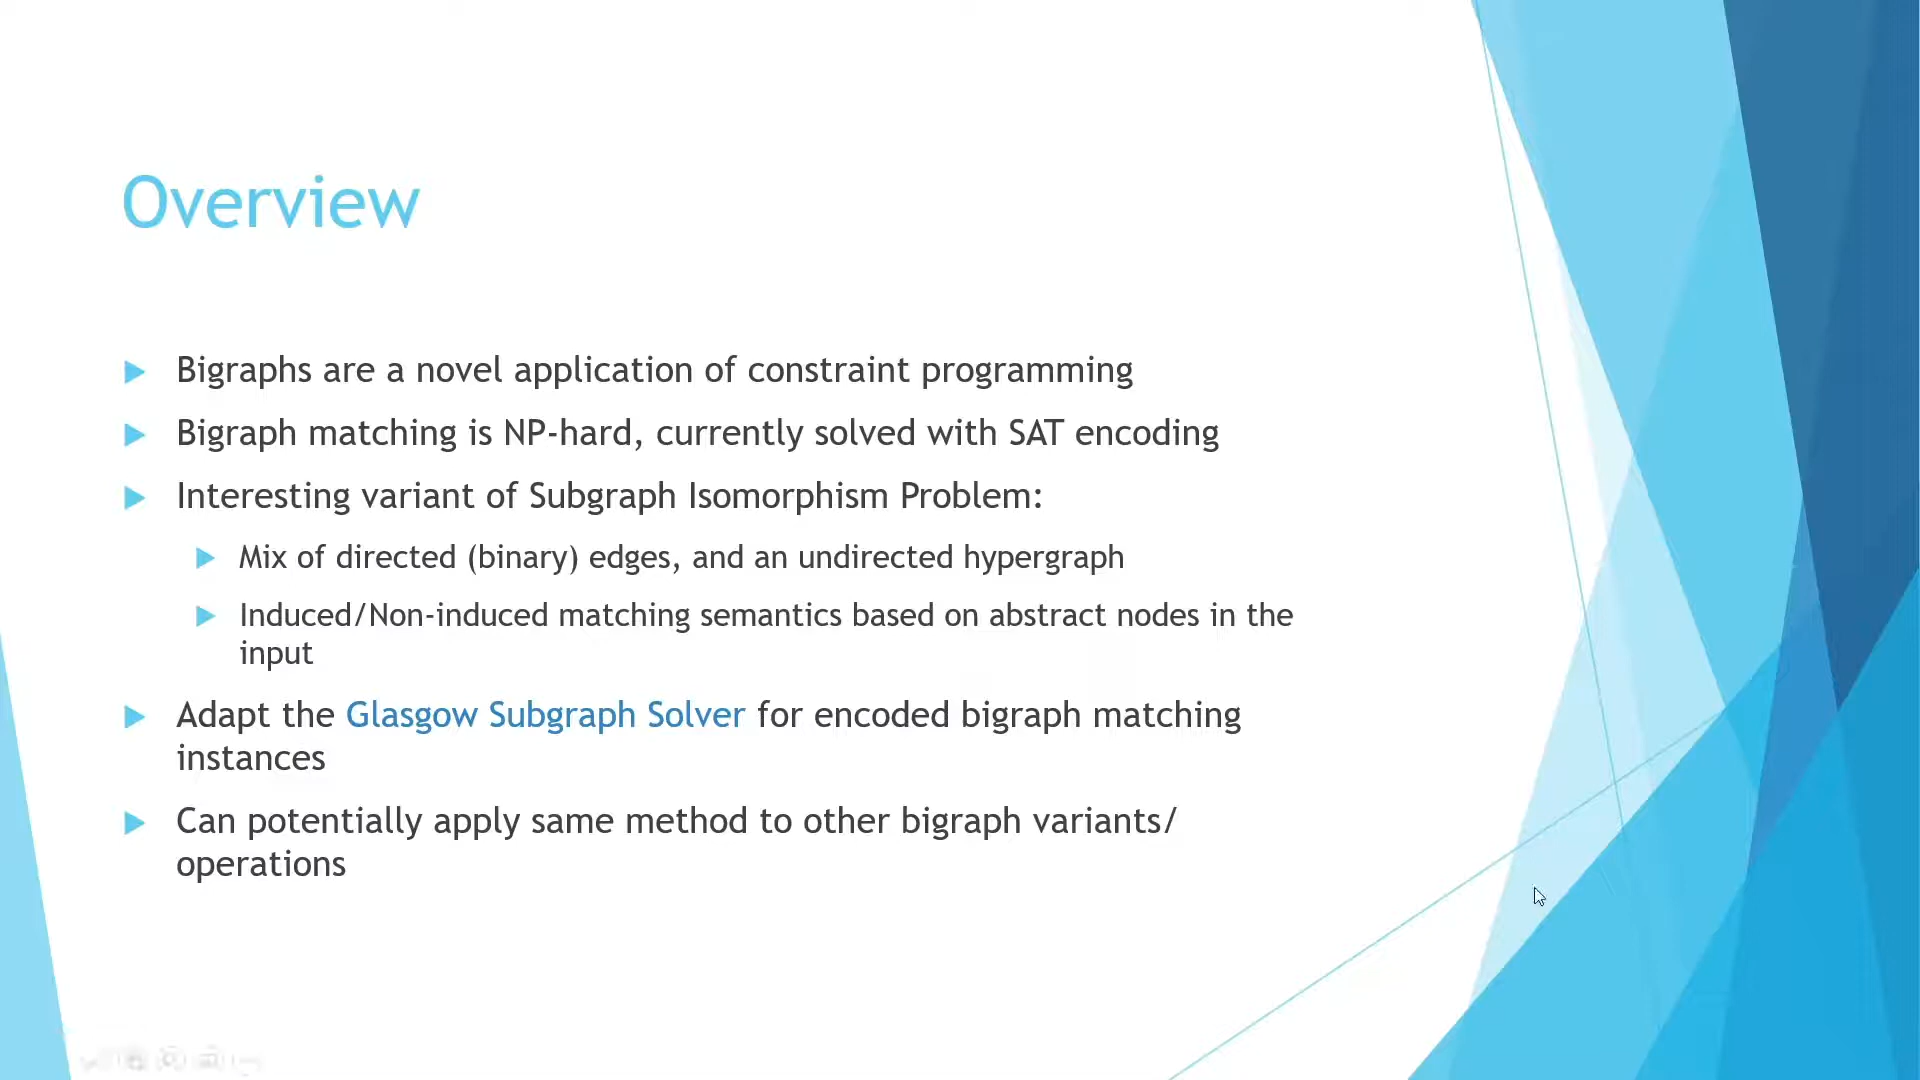 Overview
Bigraphs are a novel application of constraint programming
Bigraph matching is NP-hard, currently solved with SAT encoding
Interesting variant of Subgraph Isomorphism Problem:
Mix of directed (binary) edges, and an undirected hypergraph
Induced/Non-induced matching semantics based on abstract nodes in the
input
Adapt the Glasgow Subgraph Solver for encoded bigraph matching
instances
Can potentially apply same method to other bigraph variants/
operations